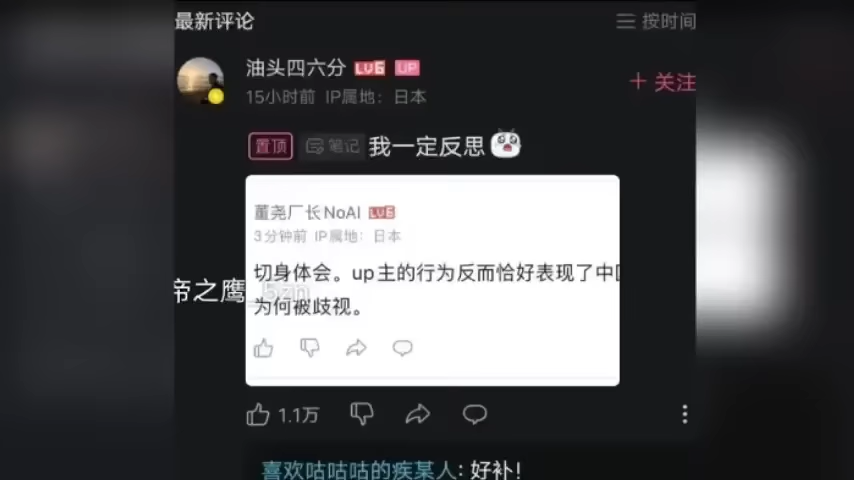 最新评论
按时间
油头四六分 LV6 UP
15小时前 IP属地：日本
+ 关注
置顶 笔记 我一定反思
董尧厂长NoAI LV6
3分钟前 IP属地：日本
切身体会。up主的行为反而恰好表现了中
帝之鹰_5zn
为何被歧视。
1.1万
喜欢咕咕咕的疾某人：好补！